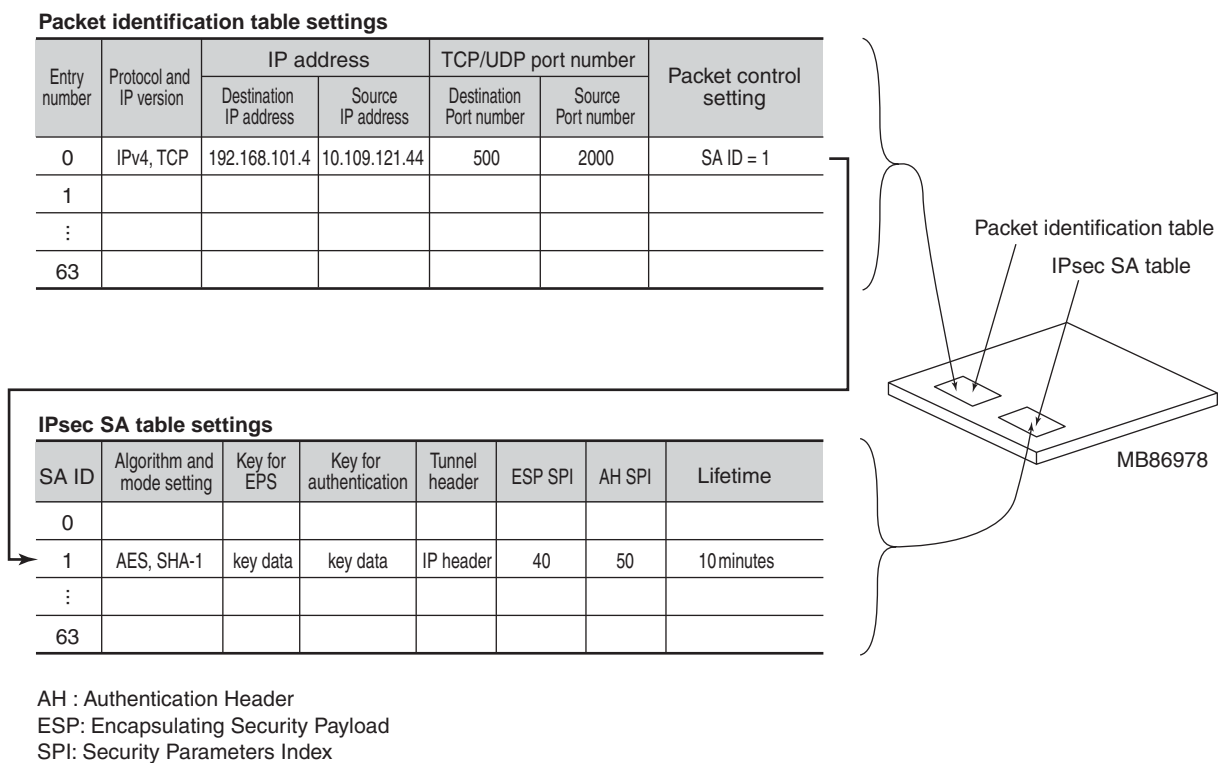 Packet identification table settings
Entry number Protocol and IP version IP address TCP/UDP port number Packet control setting
Destination IP address Source IP address Destination Port number Source Port number
0 IPv4, TCP 192.168.101.4 10.109.121.44 500 2000 SA ID = 1
1
⋮
63
Packet identification table
IPsec SA table
MB86978
IPsec SA table settings
SA ID Algorithm and mode setting Key for EPS Key for authentication Tunnel header ESP SPI AH SPI Lifetime
0
1 AES, SHA-1 key data key data IP header 40 50 10 minutes
⋮
63
AH : Authentication Header
ESP: Encapsulating Security Payload
SPI: Security Parameters Index